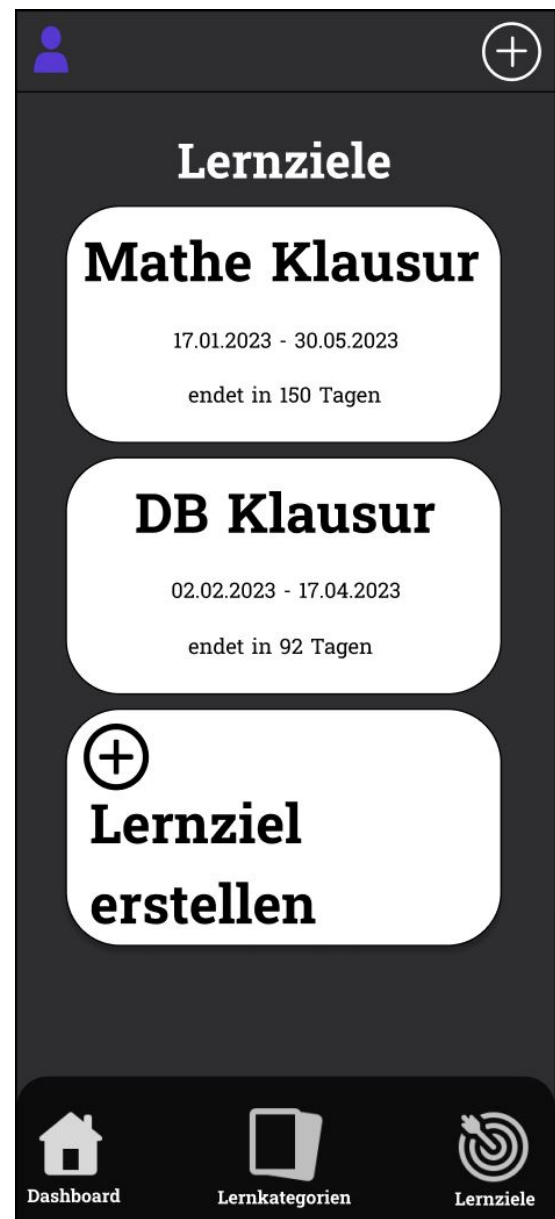 Lernziele
Mathe Klausur
17.01.2023 - 30.05.2023
endet in 150 Tagen
DB Klausur
02.02.2023 - 17.04.2023
endet in 92 Tagen
Lernziel
erstellen
Dashboard
Lernkategorien
Lernziele